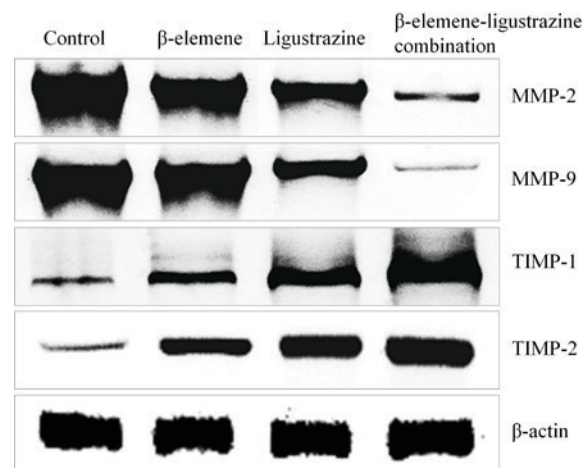 Control
β-elemene
Ligustrazine
β-elemene-ligustrazine
combination
MMP-2
MMP-9
TIMP-1
TIMP-2
β-actin